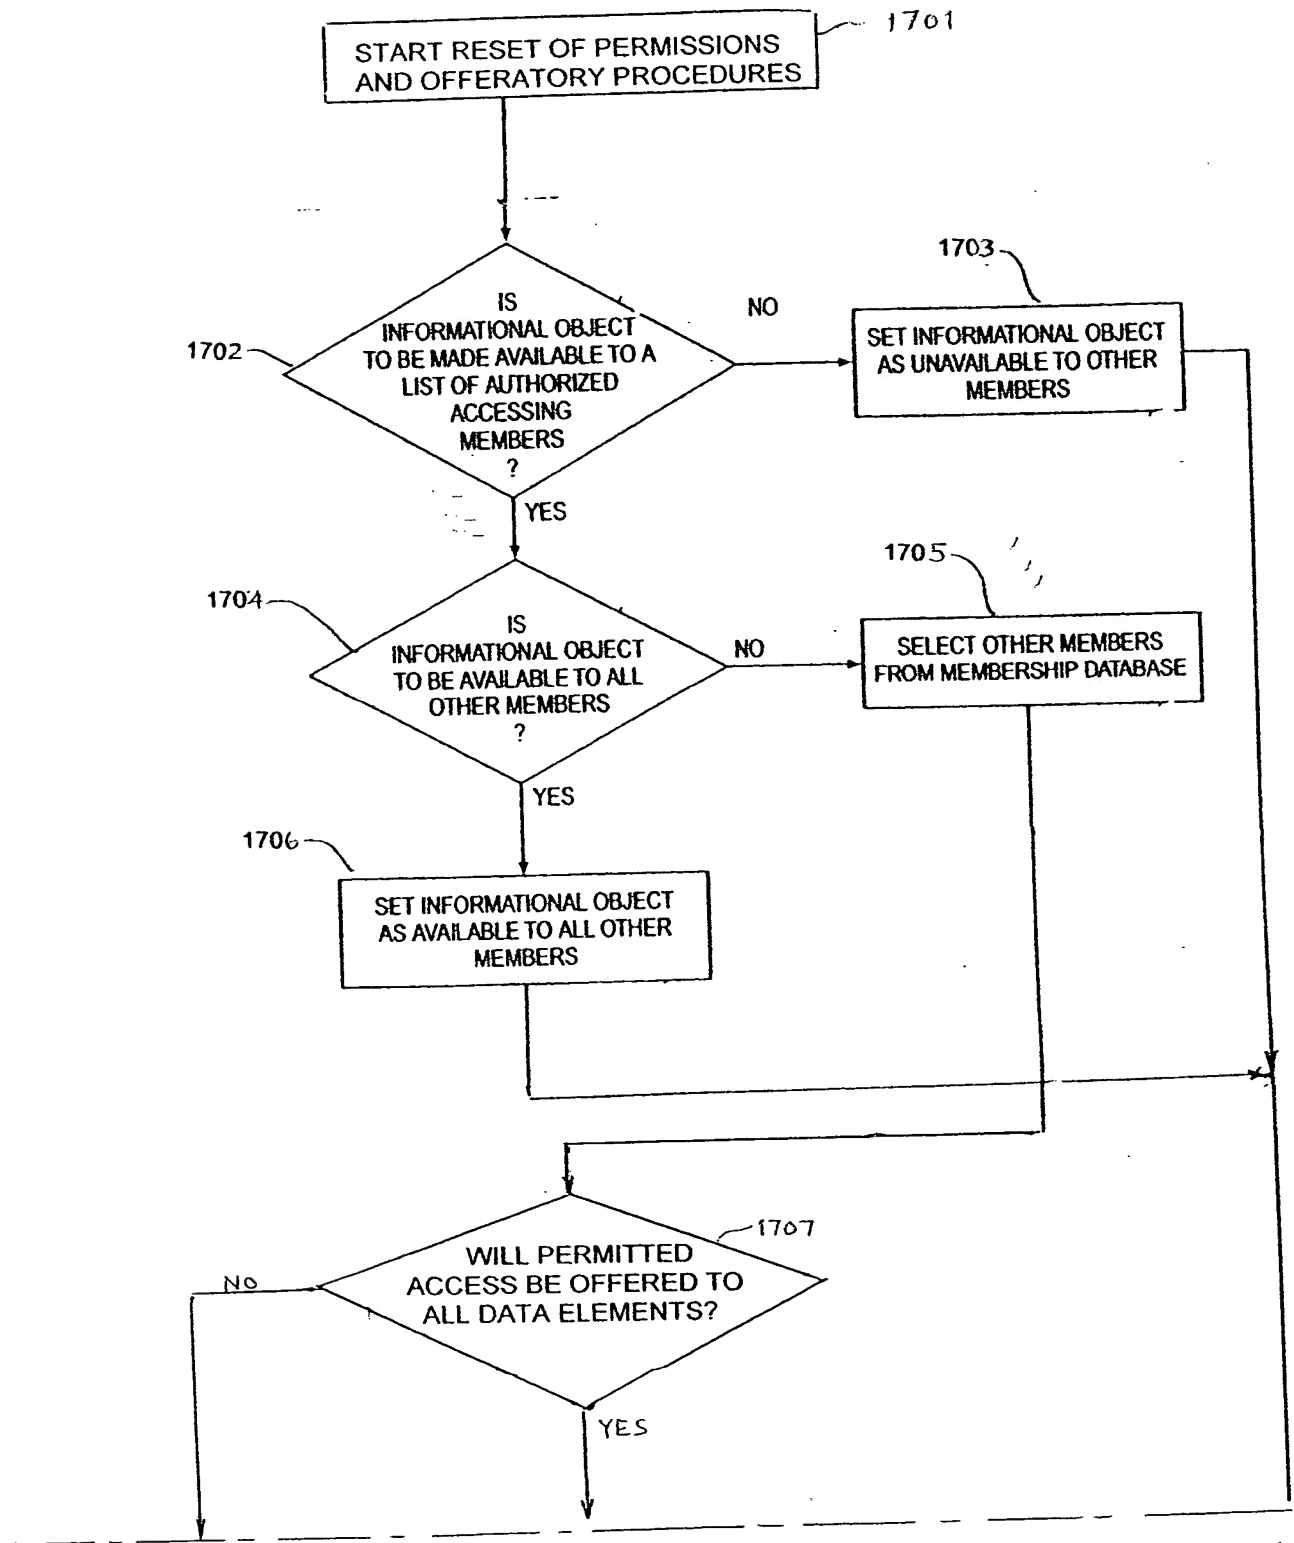 1701
START RESET OF PERMISSIONS
AND OFFERATORY PROCEDURES
1702
IS
INFORMATIONAL OBJECT
TO BE MADE AVAILABLE TO A
LIST OF AUTHORIZED
ACCESSING
MEMBERS
?
NO
1703
SET INFORMATIONAL OBJECT
AS UNAVAILABLE TO OTHER
MEMBERS
YES
1704
IS
INFORMATIONAL OBJECT
TO BE AVAILABLE TO ALL
OTHER MEMBERS
?
NO
1705
SELECT OTHER MEMBERS
FROM MEMBERSHIP DATABASE
YES
1706
SET INFORMATIONAL OBJECT
AS AVAILABLE TO ALL OTHER
MEMBERS
1707
WILL PERMITTED
ACCESS BE OFFERED TO
ALL DATA ELEMENTS?
NO
YES